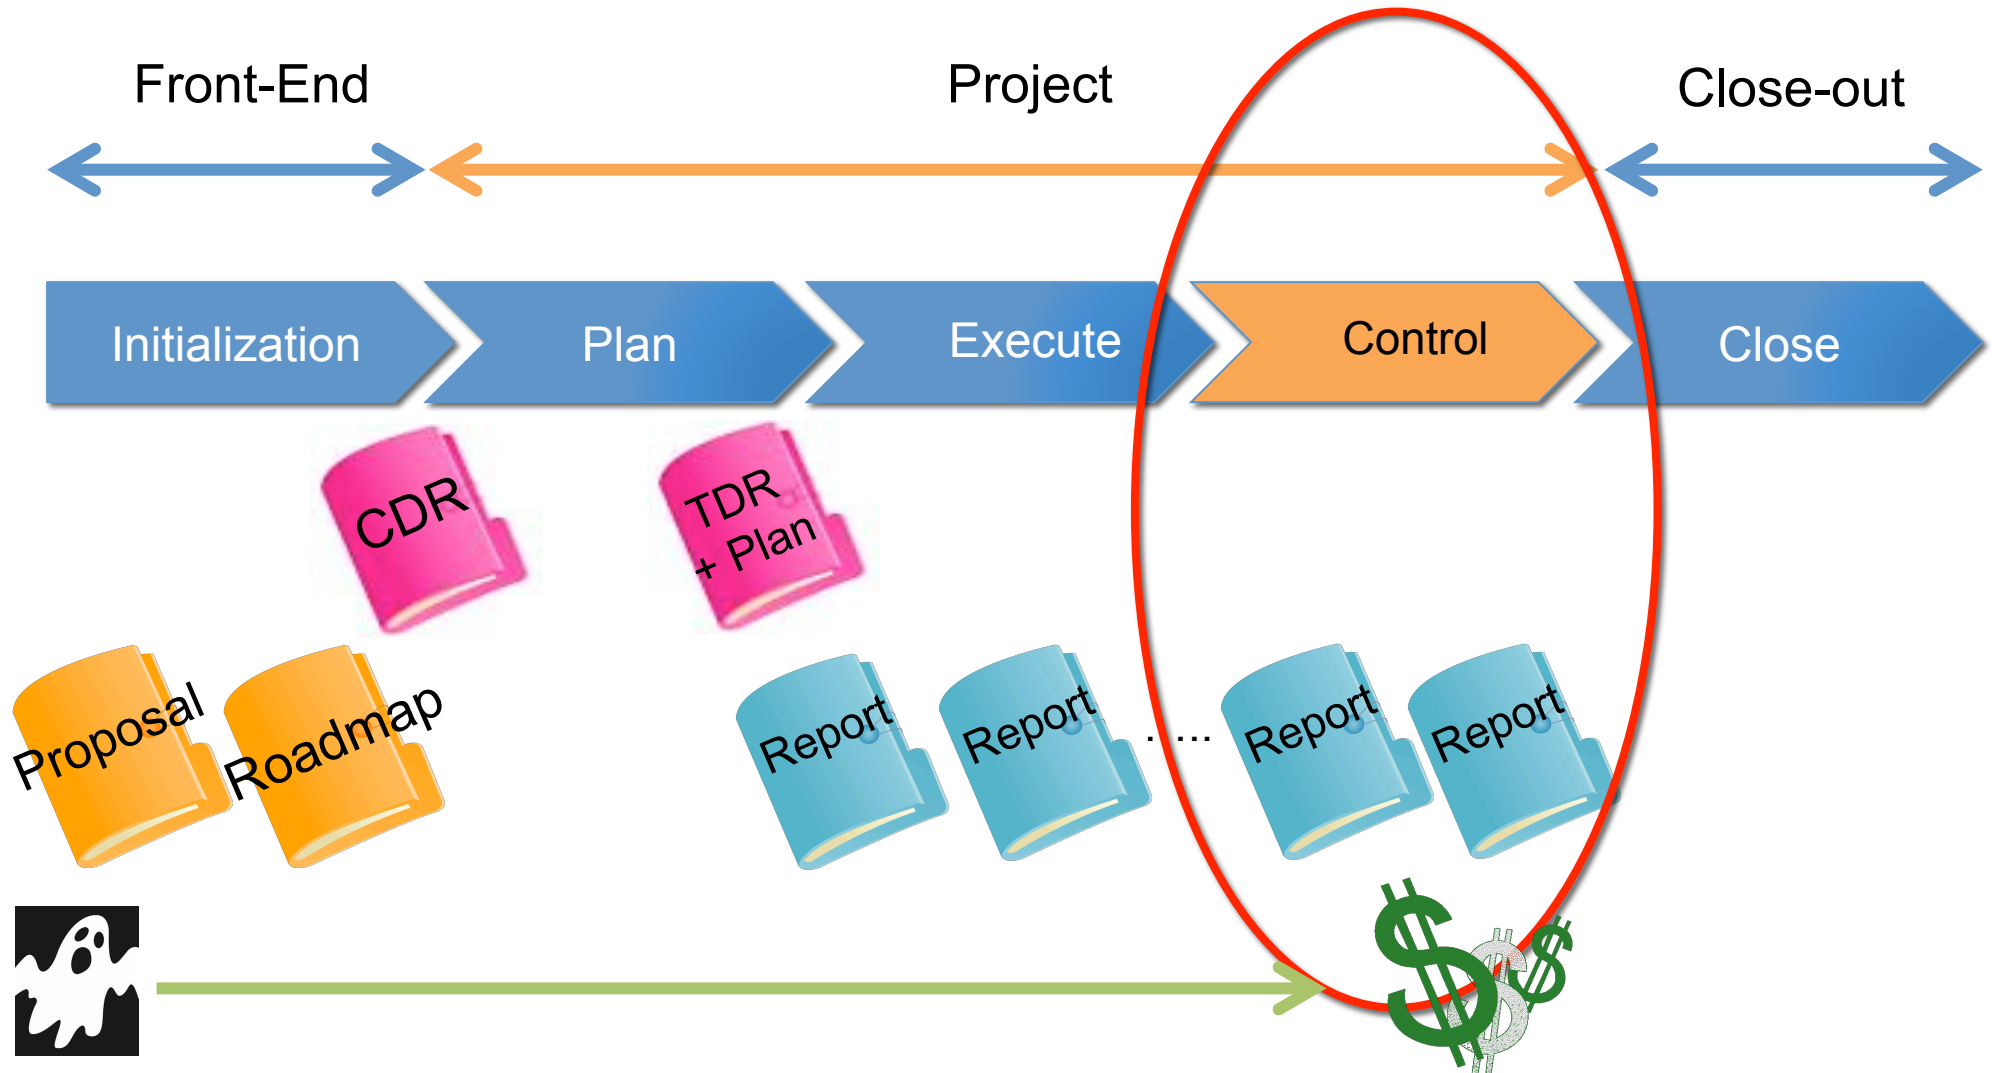 Front-End
Project
Close-out
Initialization
Plan
Execute
Control
Close
CDR
TDR
+ Plan
Proposal
Roadmap
Report
Report
.....
Report
Report
$
$
$